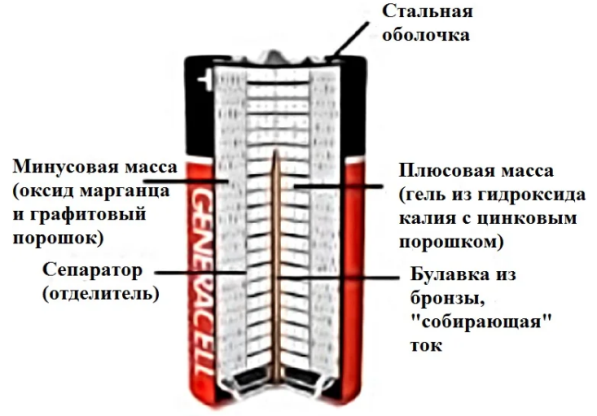 Стальная
оболочка
+
Минусовая масса
(оксид марганца
и графитовый
порошок)
Плюсовая масса
(гель из гидроксида
калия с цинковым
порошком)
Сепаратор
(отделитель)
Булавка из
бронзы,
"собирающая"
ток
GENERACELL